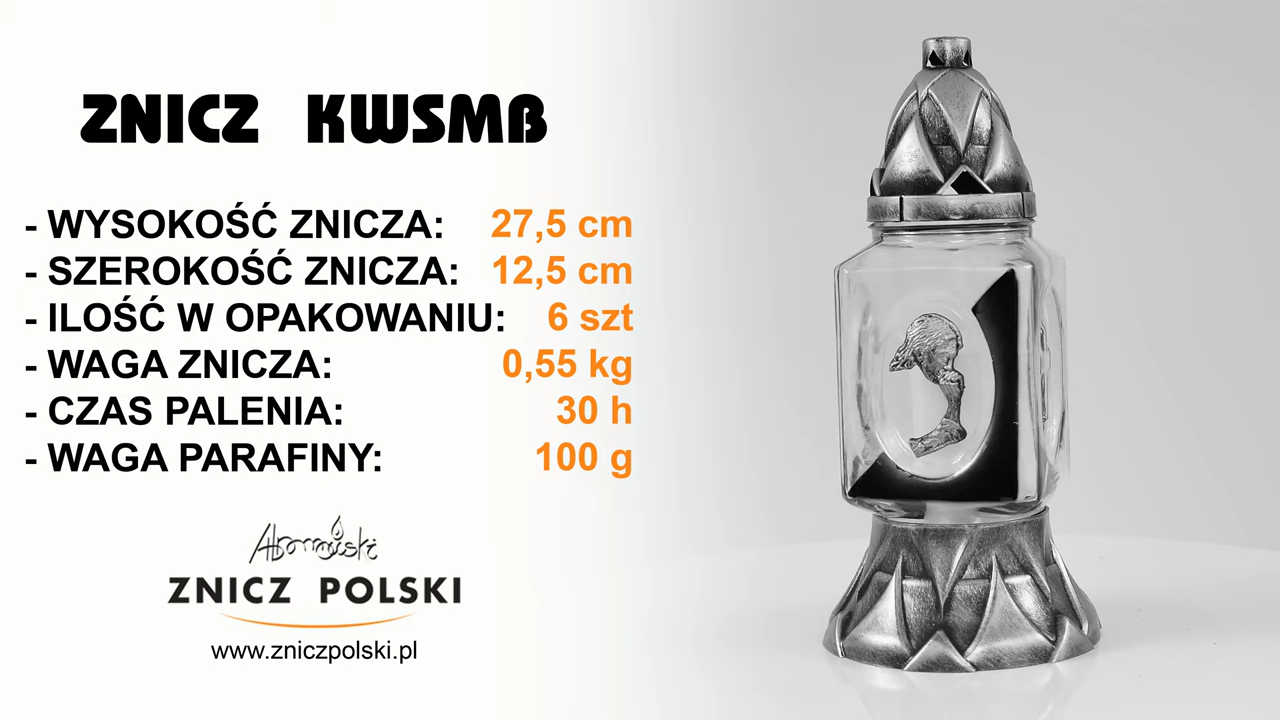 ZNICZ KWSMB
- WYSOKOŚĆ ZNICZA: 27,5 cm
- SZEROKOŚĆ ZNICZA: 12,5 cm
- ILOŚĆ W OPAKOWANIU: 6 szt
- WAGA ZNICZA: 0,55 kg
- CZAS PALENIA: 30 h
- WAGA PARAFINY: 100 g
ZNICZ POLSKI
www.zniczpolski.pl